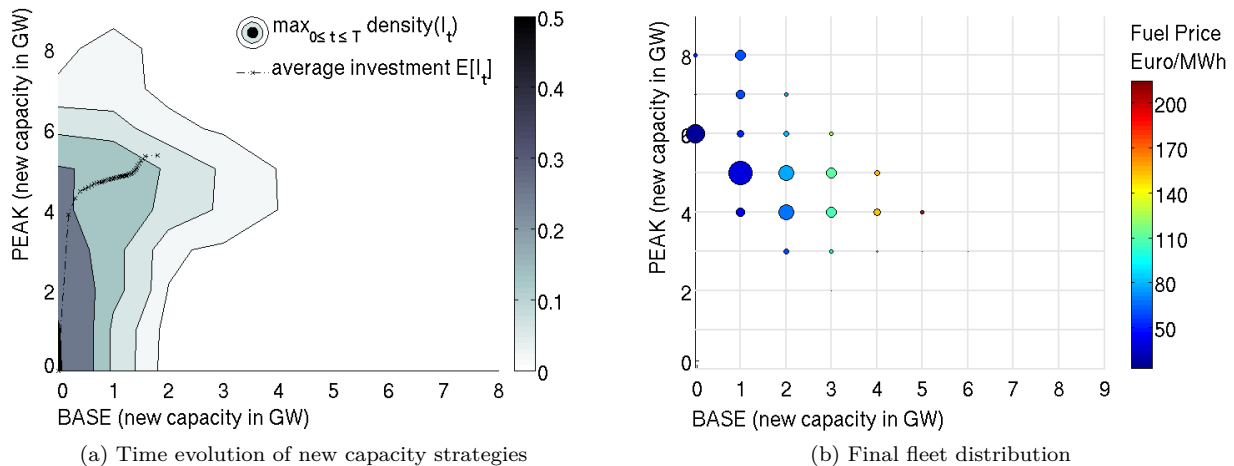 max0≤ t ≤ T density(It)
average investment E[It]
PEAK (new capacity in GW)
8
6
4
2
0
0 1 2 3 4 5 6 7 8
BASE (new capacity in GW)
0.5
0.4
0.3
0.2
0.1
0
(a) Time evolution of new capacity strategies
PEAK (new capacity in GW)
8
6
4
2
0
0 1 2 3 4 5 6 7 8 9
BASE (new capacity in GW)
Fuel Price
Euro/MWh
200
170
140
110
80
50
(b) Final fleet distribution